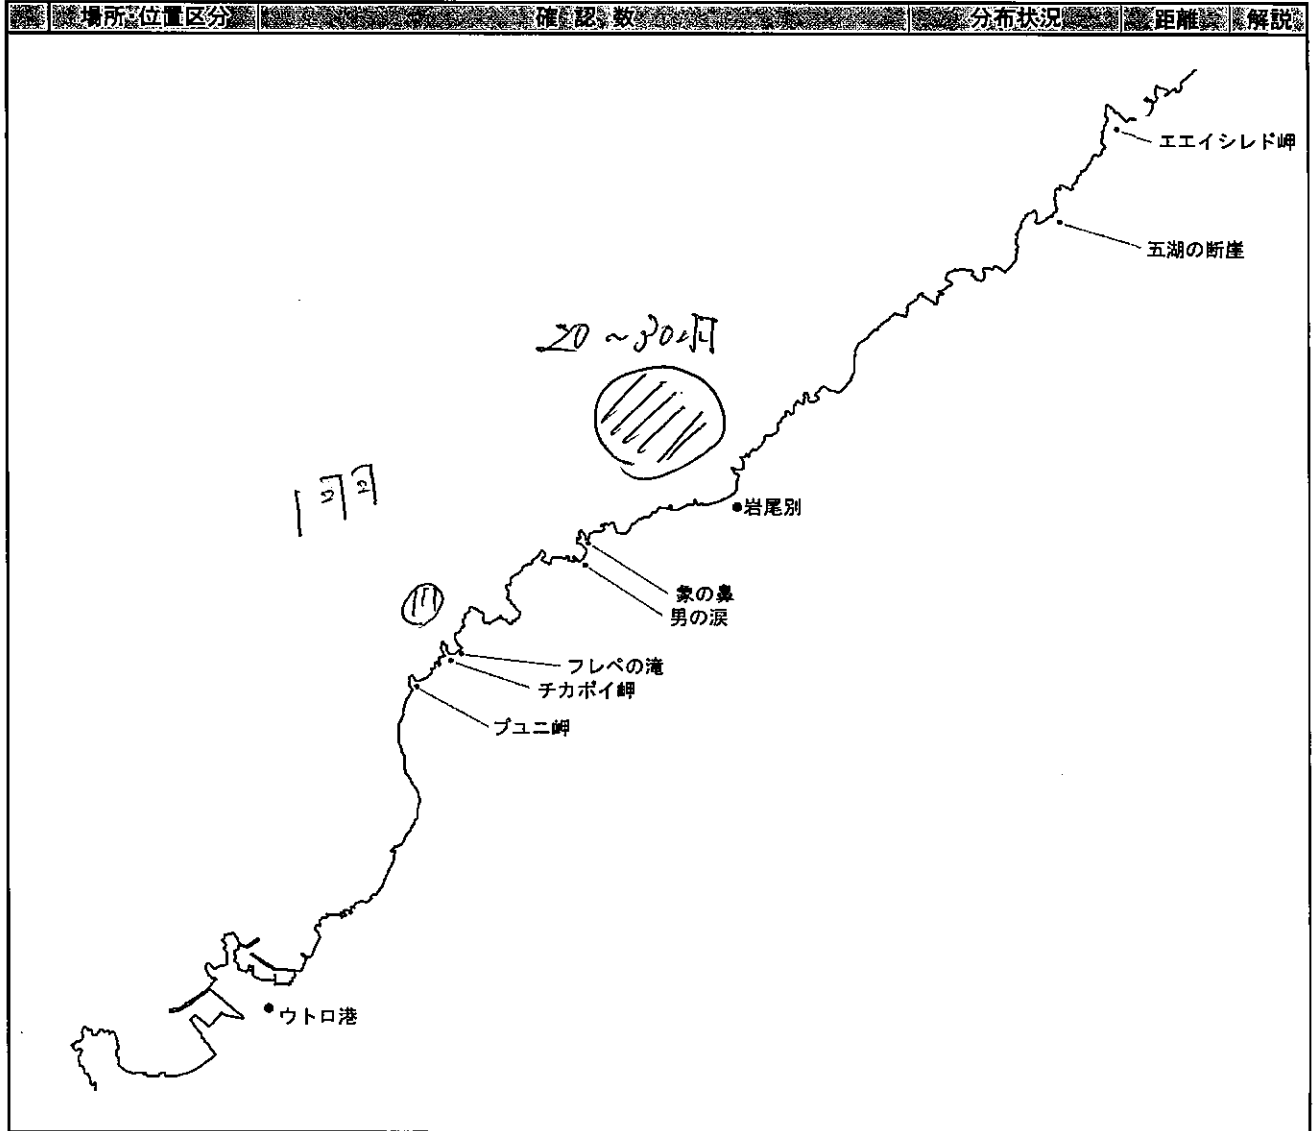 場所・位置区分 確認数 分布状況 距離 解説
エエイシレド岬
五湖の断崖
20～30
岩尾別
象の鼻
男の涙
フレペの滝
チカポイ岬
プユニ岬
ウトロ港